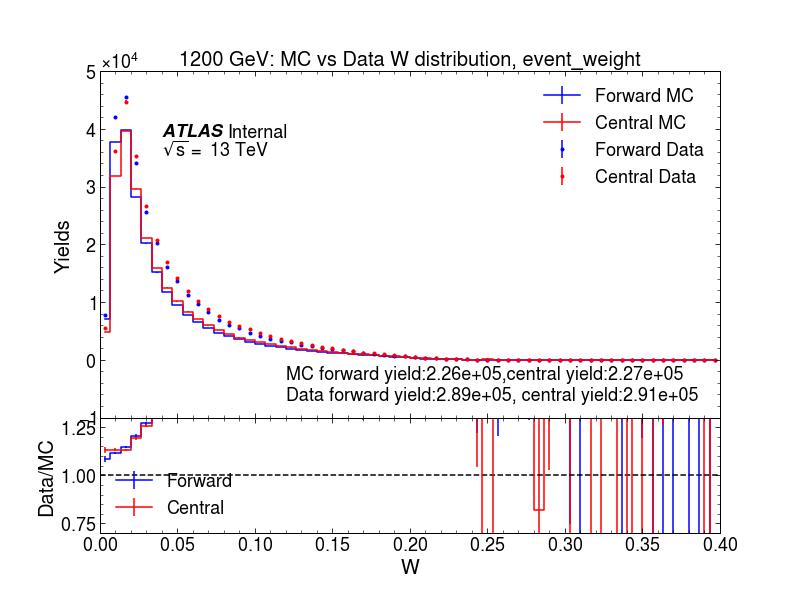 ×10⁴
1200 GeV: MC vs Data W distribution, event_weight
5
4
3
2
1
0
-1
Yields
ATLAS Internal
√s = 13 TeV
Forward MC
Central MC
Forward Data
Central Data
MC forward yield:2.26e+05,central yield:2.27e+05
Data forward yield:2.89e+05, central yield:2.91e+05
1.25
1.00
0.75
Data/MC
Forward
Central
0.00 0.05 0.10 0.15 0.20 0.25 0.30 0.35 0.40
W